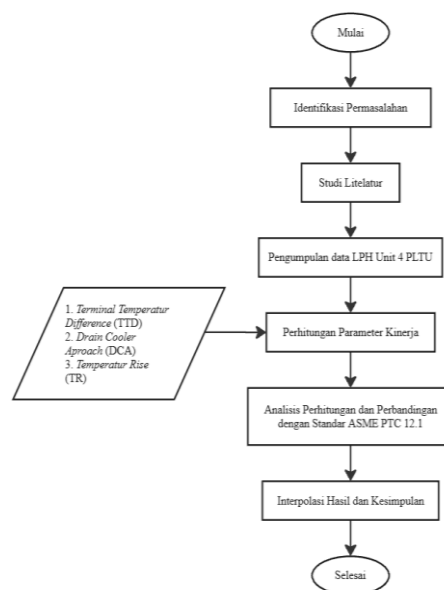 Mulai
Identifikasi Permasalahan
Studi Litelatur
Pengumpulan data LPH Unit 4 PLTU
1. Terminal Temperatur
Difference (TTD)
2. Drain Cooler
Aproach (DCA)
3. Temperatur Rise
(TR)
Perhitungan Parameter Kinerja
Analisis Perhitungan dan Perbandingan
dengan Standar ASME PTC 12.1
Interpolasi Hasil dan Kesimpulan
Selesai